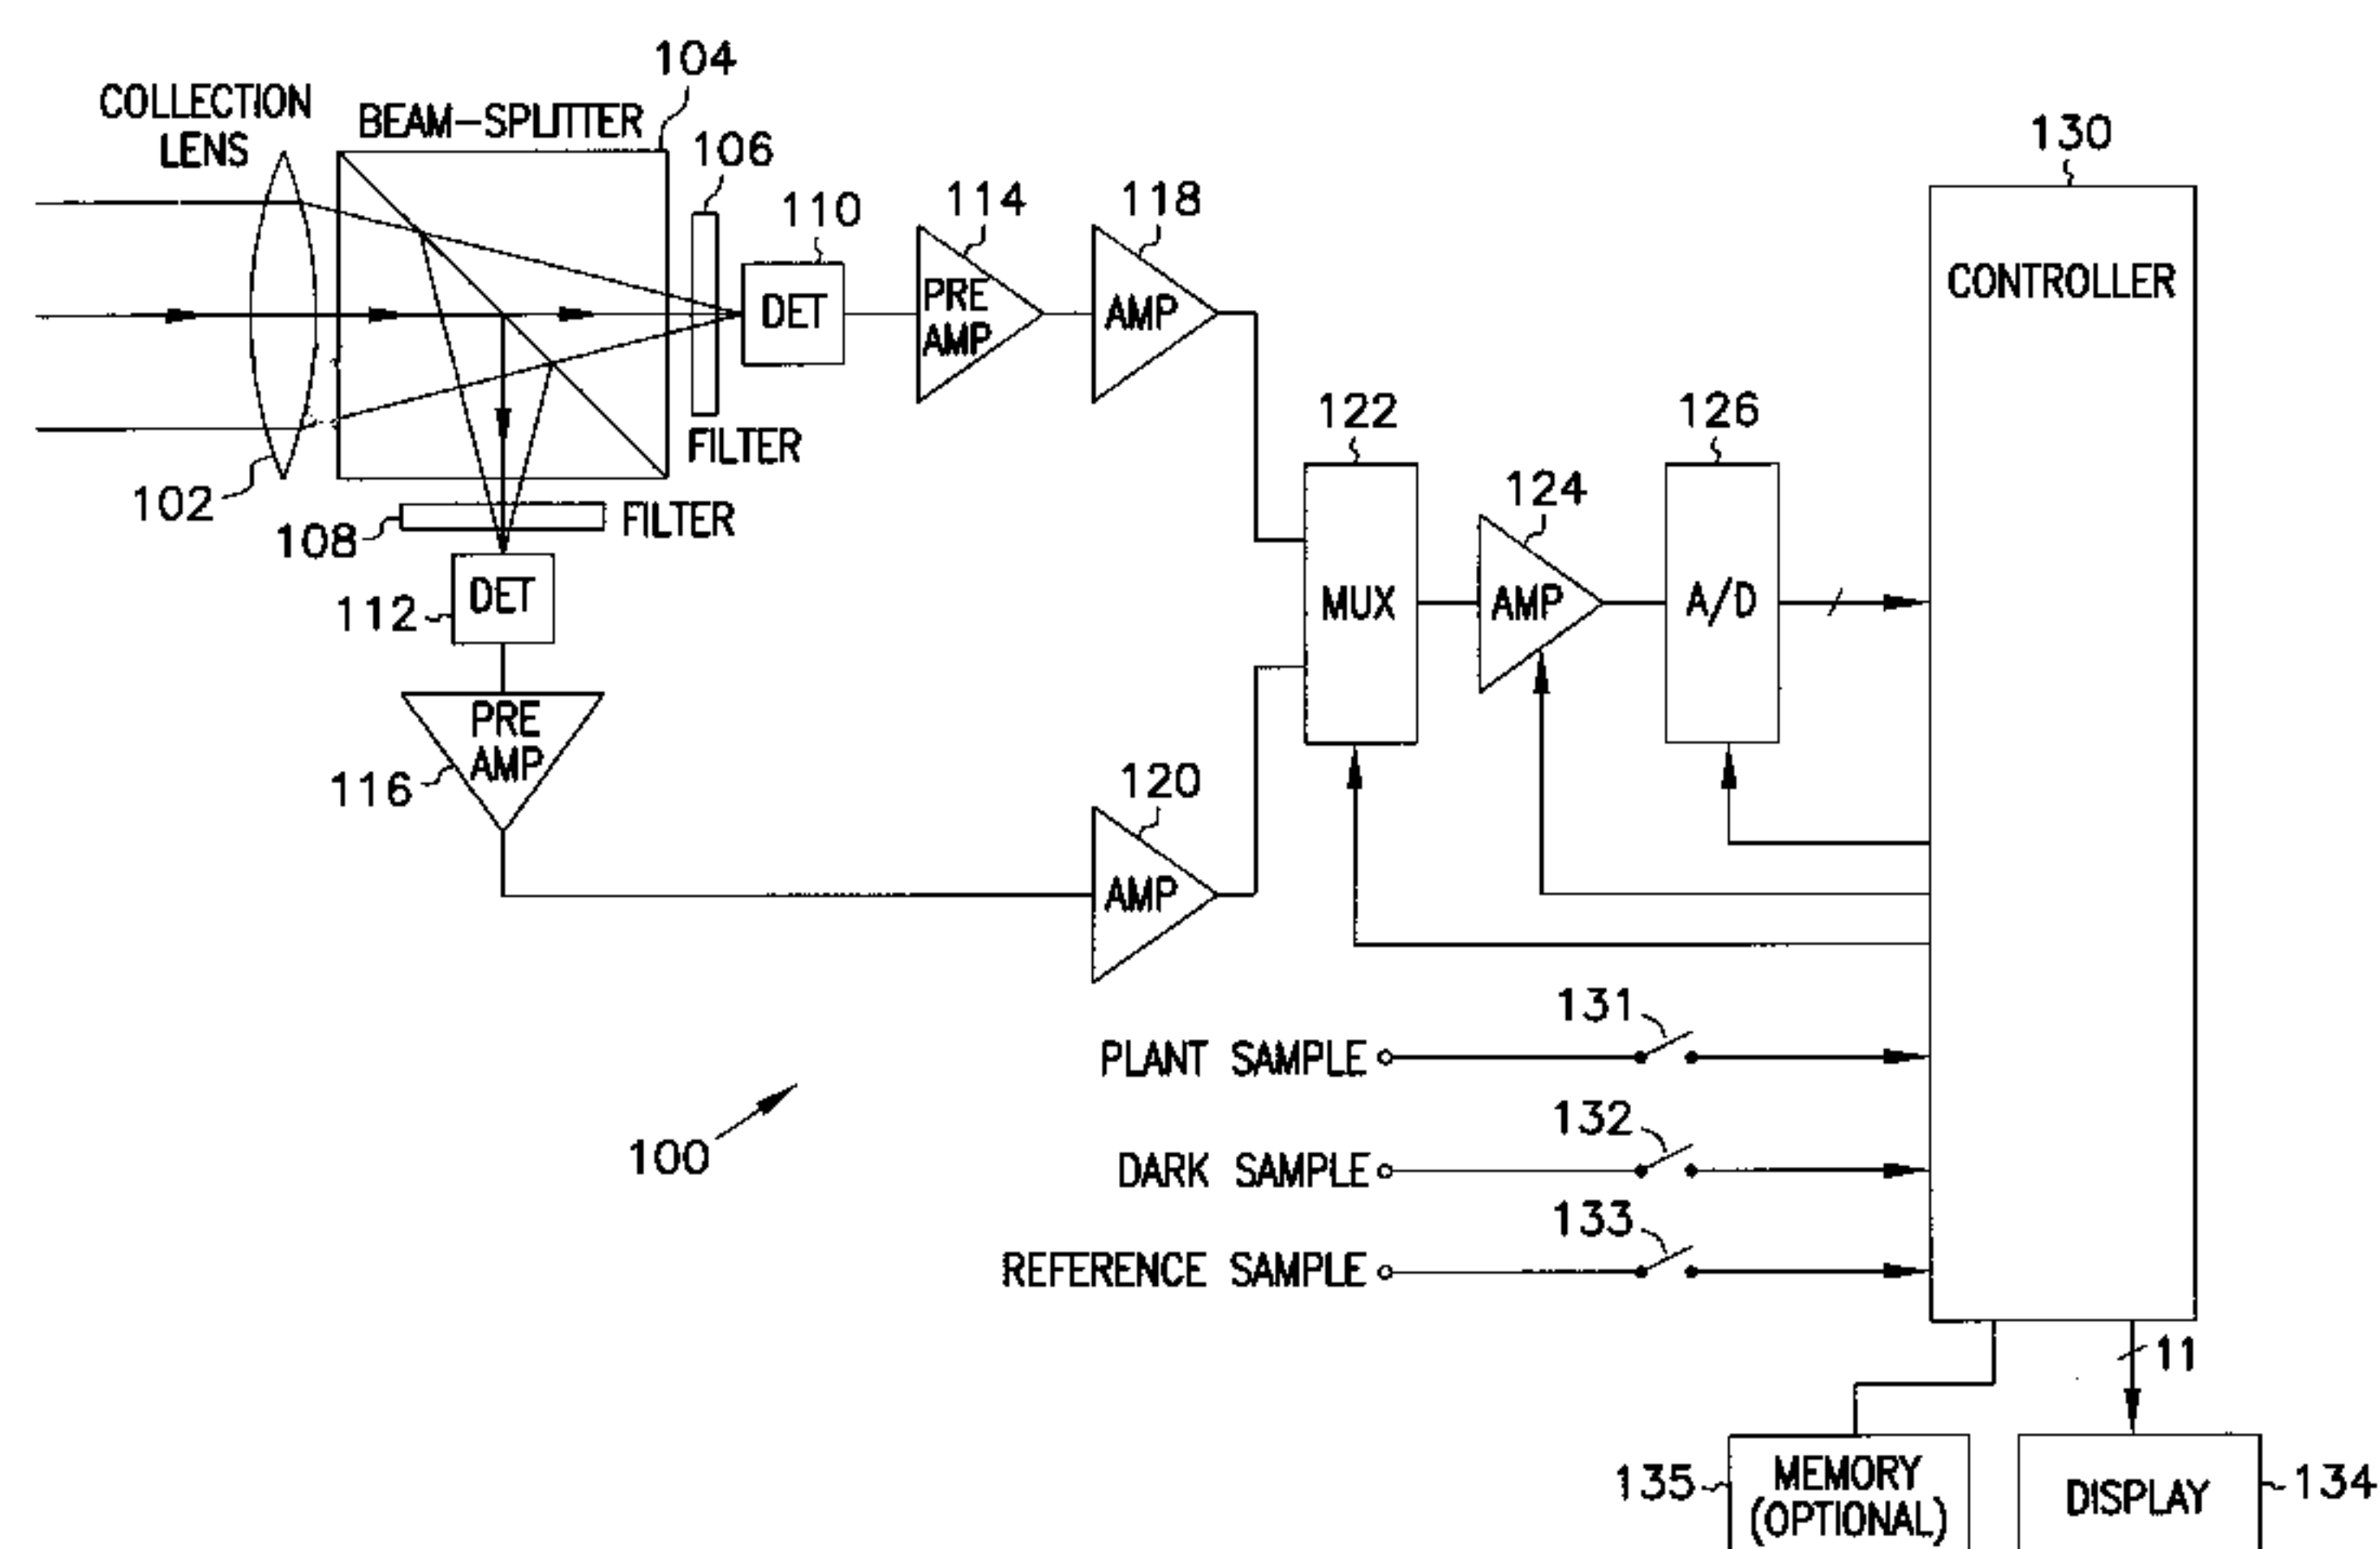 104
COLLECTION
LENS
BEAM-SPLITTER
106
130
110
114
118
CONTROLLER
PRE
AMP
DET
AMP
122
126
FILTER
102
124
108
FILTER
DET
112
MUX
AMP
A/D
PRE
AMP
116
120
AMP
131
PLANT SAMPLE
132
100
DARK SAMPLE
133
REFERENCE SAMPLE
11
135
MEMORY
(OPTIONAL)
DISPLAY
134